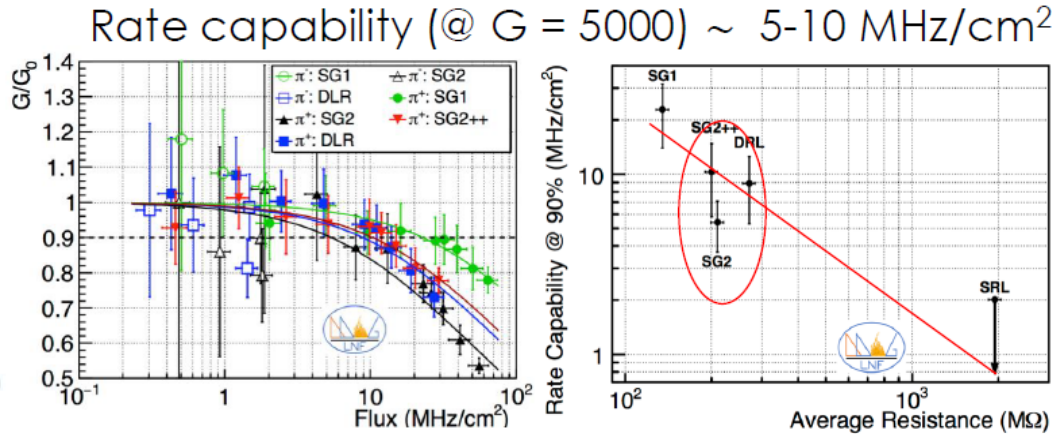 Rate capability (@ G = 5000) ~ 5-10 MHz/cm²
G/G₀
1.4
1.3
1.2
1.1
1.0
0.9
0.8
0.7
0.6
0.5
π⁻: SG1
π⁻: SG2
π⁻: DLR
π⁺: SG1
π⁺: SG2
π⁺: SG2++
π⁺: DLR
LNF
10⁻¹
1
10
10²
Flux (MHz/cm²)
Rate Capability @ 90% (MHz/cm²)
10
1
SG1
SG2++
DRL
SG2
SRL
LNF
10²
10³
Average Resistance (MΩ)